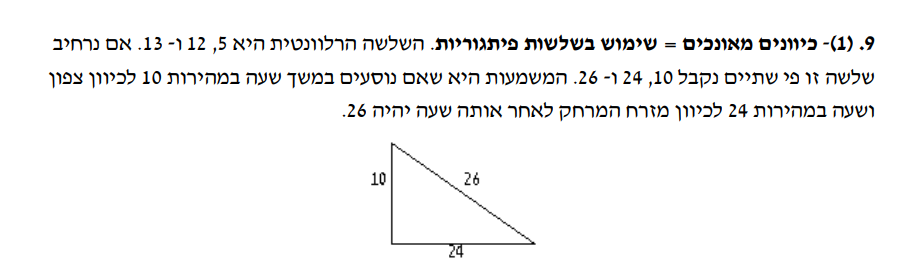 9. (1)- כיוונים מאונכים = שימוש בשלשות פיתגוריות. השלשה הרלוונטית היא 5, 12 ו- 13. אם נרחיב
שלשה זו פי שתיים נקבל 10, 24 ו- 26. המשמעות היא שאם נוסעים במשך שעה במהירות 10 לכיוון צפון
ושעה במהירות 24 לכיוון מזרח המרחק לאחר אותה שעה יהיה 26.
10
26
24